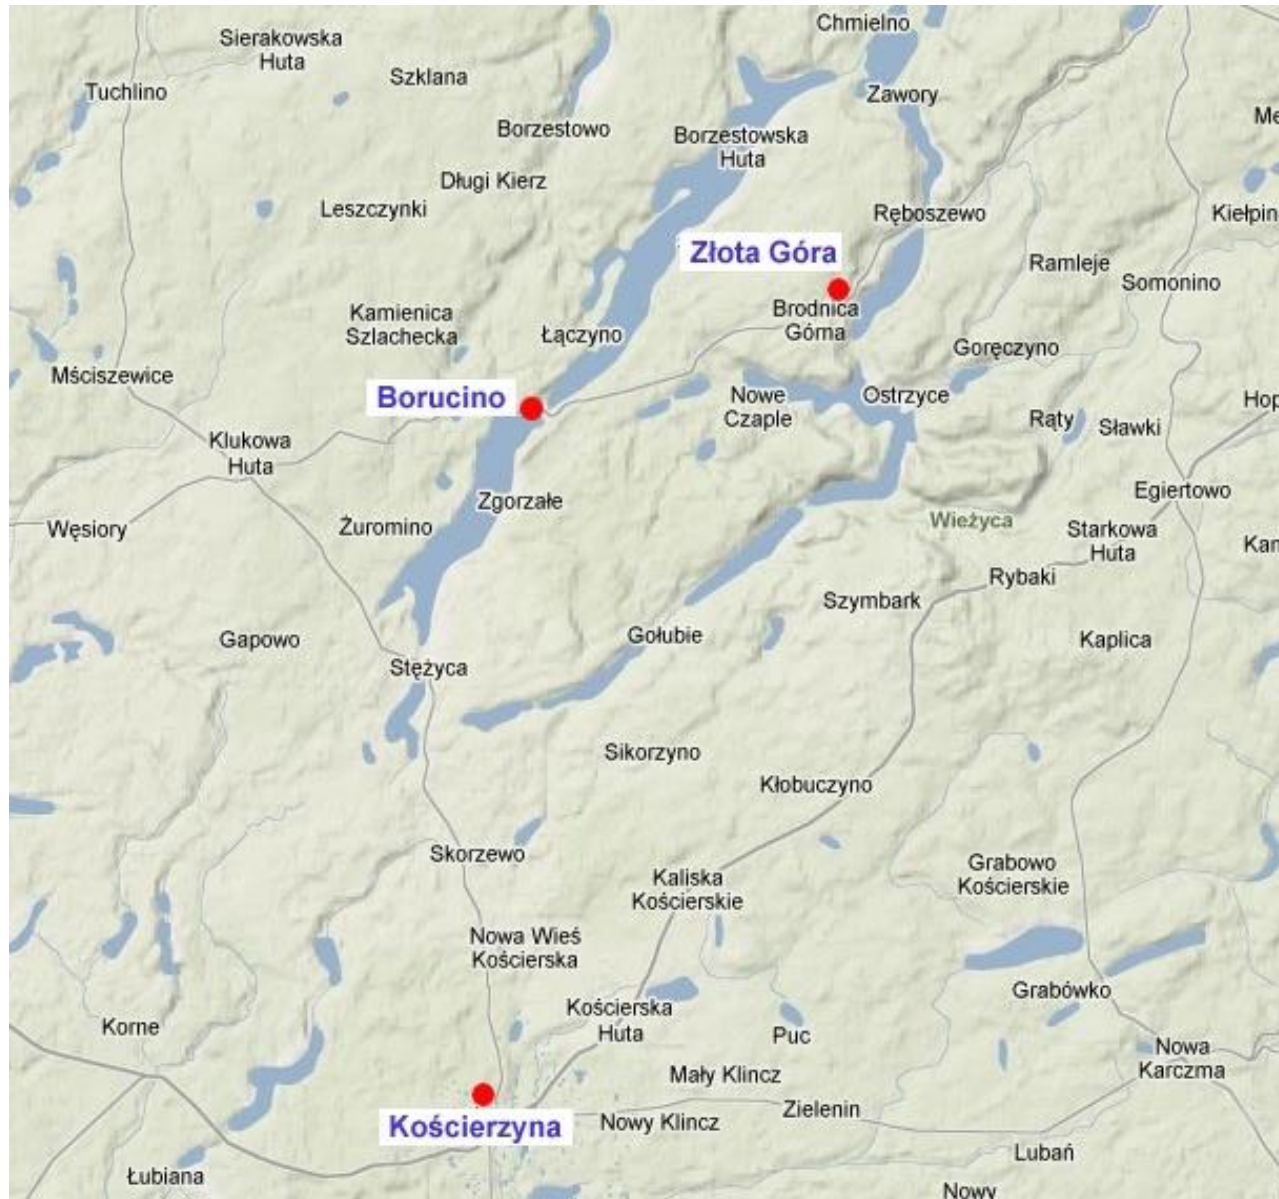 Chmielno
Sierakowska
Huta
Szklana
Tuchlino
Zawory
Me
Borzestowo
Borzestowska
Huta
Długi Kierz
Leszczynki
Ręboszewo
Kiełpin
Złota Góra
Ramleje
Somonino
Kamienica
Szlachecka
Łączyno
Brodnica
Górna
Goręczyno
Mściszewice
Borucino
Nowe
Czaple
Ostrzyce
Hop
Rąty
Sławki
Klukowa
Huta
Egiertowo
Zgorzałe
Wieżyca
Węsiory
Żuromino
Starkowa
Huta
Kan
Rybaki
Szymbark
Gapowo
Gołubie
Kaplica
Stężyca
Sikorzyno
Kłobuczyno
Skorzewo
Grabowo
Kościerskie
Kaliska
Kościerskie
Nowa Wieś
Kościerska
Grabówko
Kościerska
Huta
Korne
Puc
Nowa
Karczma
Mały Klincz
Zielenin
Kościerzyna
Nowy Klincz
Lubań
Łubiana
Nowy